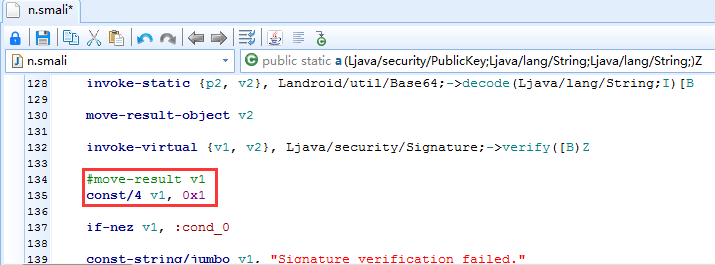 n.smali*
n.smali
public static a(Ljava/security/PublicKey;Ljava/lang/String;Ljava/lang/String;)Z
128 invoke-static {p2, v2}, Landroid/util/Base64;->decode(Ljava/lang/String;I)[B
129
130 move-result-object v2
131
132 invoke-virtual {v1, v2}, Ljava/security/Signature;->verify([B)Z
133
134 #move-result v1
135 const/4 v1, 0x1
136
137 if-nez v1, :cond_0
138
139 const-string/jumbo v1, "Signature verification failed."